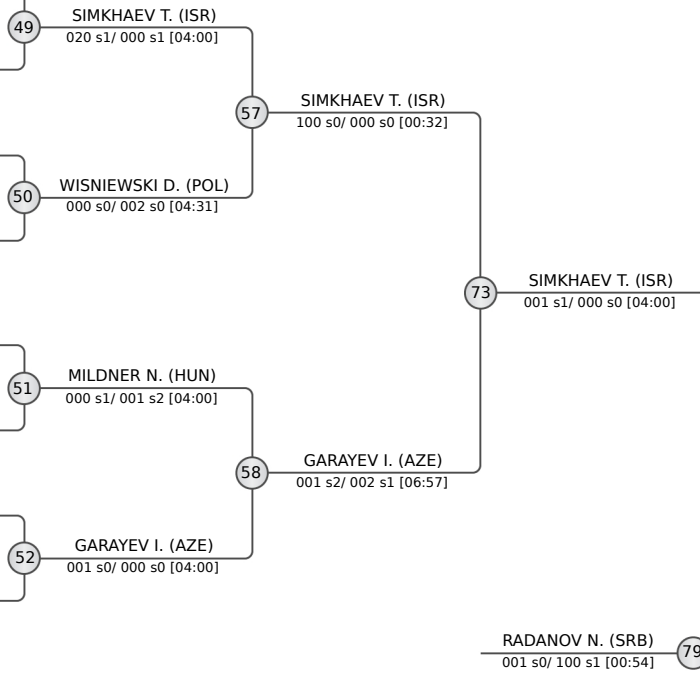 49
SIMKHAEV T. (ISR)
020 s1/ 000 s1 [04:00]
57
SIMKHAEV T. (ISR)
100 s0/ 000 s0 [00:32]
50
WISNIEWSKI D. (POL)
000 s0/ 002 s0 [04:31]
73
SIMKHAEV T. (ISR)
001 s1/ 000 s0 [04:00]
51
MILDNER N. (HUN)
000 s1/ 001 s2 [04:00]
58
GARAYEV I. (AZE)
001 s2/ 002 s1 [06:57]
52
GARAYEV I. (AZE)
001 s0/ 000 s0 [04:00]
RADANOV N. (SRB)
001 s0/ 100 s1 [00:54]
79